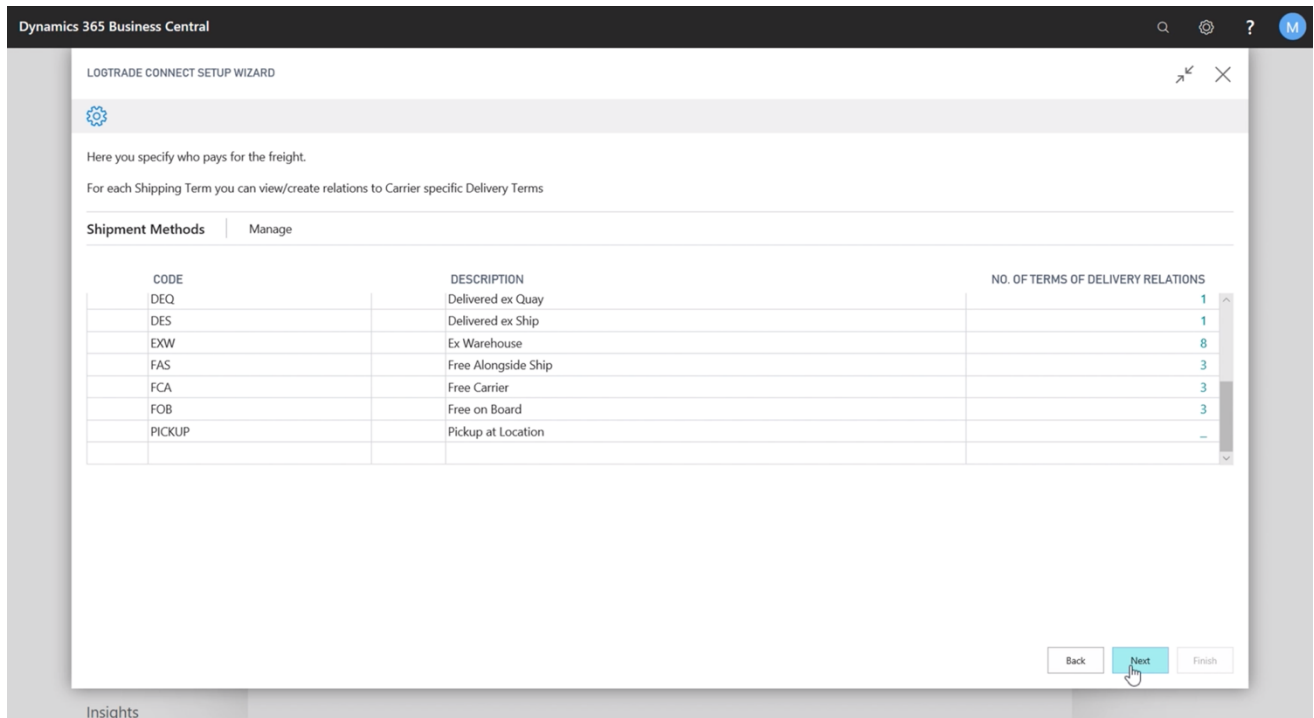 Dynamics 365 Business Central
? M
LOGTRADE CONNECT SETUP WIZARD
Here you specify who pays for the freight.
For each Shipping Term you can view/create relations to Carrier specific Delivery Terms
Shipment Methods Manage
CODE DESCRIPTION NO. OF TERMS OF DELIVERY RELATIONS
DEQ Delivered ex Quay 1
DES Delivered ex Ship 1
EXW Ex Warehouse 8
FAS Free Alongside Ship 3
FCA Free Carrier 3
FOB Free on Board 3
PICKUP Pickup at Location _
Back Next Finish
Insights